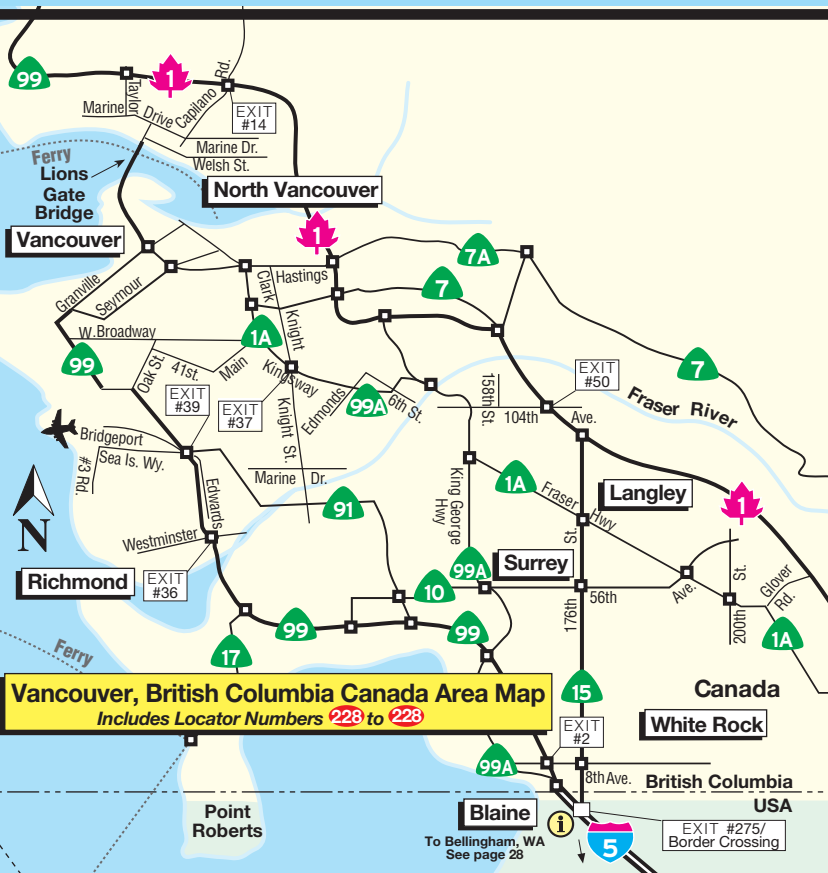 99
1
Taylor
Marine
Drive
Capilano
Rd.
EXIT
#14
Marine Dr.
Welsh St.
Ferry
Lions
Gate
Bridge
North Vancouver
Vancouver
1
7A
7
Hastings
Clark
Granville
Seymour
W. Broadway
1A
Knight
99
Oak St.
41st.
Main
Kingsway
EXIT
#39
EXIT
#37
Edmonds
99A
6th St.
158th St.
104th
Ave.
EXIT
#50
7
Fraser River
Bridgeport
Sea Is. Wy.
#3 Rd.
Knight St.
Marine Dr.
N
Edwards
91
King George
Hwy
1A
Fraser
Hwy
Langley
1
Westminster
Richmond
EXIT
#36
99A
Surrey
10
St.
176th
56th
Ave.
St.
200th
Glover
Rd.
1A
99
99
17
Ferry
Vancouver, British Columbia Canada Area Map
Includes Locator Numbers 228 to 228
15
Canada
White Rock
EXIT
#2
99A
8th Ave.
British Columbia
USA
Point
Roberts
Blaine
i
To Bellingham, WA
See page 28
5
EXIT #275/
Border Crossing